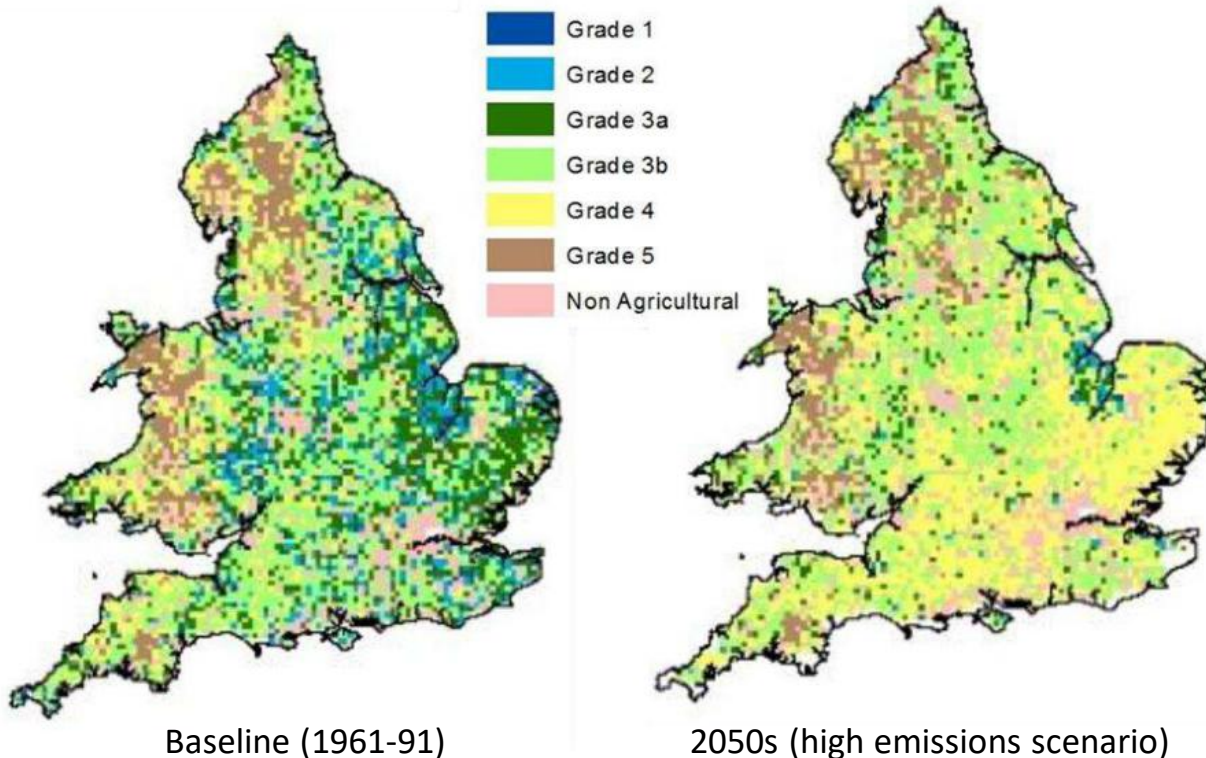 Grade 1
Grade 2
Grade 3a
Grade 3b
Grade 4
Grade 5
Non Agricultural
Baseline (1961-91)
2050s (high emissions scenario)